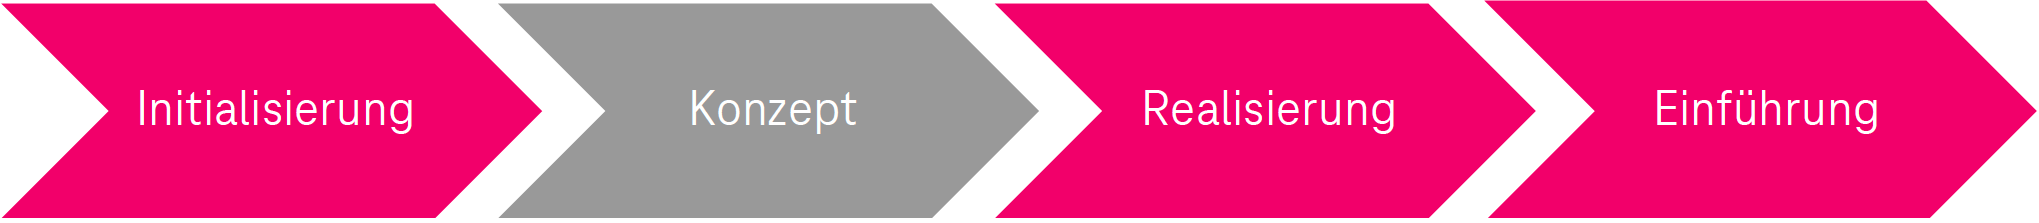 Initialisierung
Konzept
Realisierung
Einführung